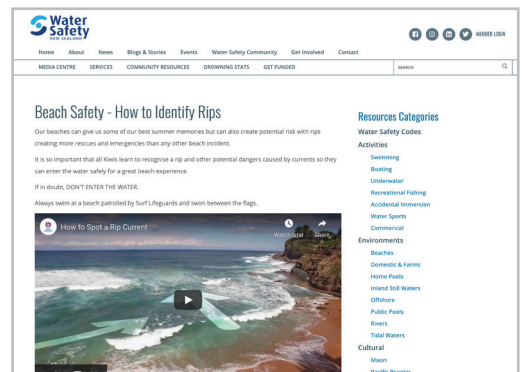 Water
Safety
NEW ZEALAND
MEMBER LOGIN
Home About News Blogs & Stories Events Water Safety Community Get Involved Contact
MEDIA CENTRE SERVICES COMMUNITY RESOURCES DROWNING STATS GET FUNDED
SEARCH
Beach Safety - How to Identify Rips
Our beaches can give us some of our best summer memories but can also create potential risk with rips
creating more rescues and emergencies than any other beach incident.
It is so important that all Kiwis learn to recognise a rip and other potential dangers caused by currents so they
can enter the water safely for a great beach experience.
If in doubt, DON'T ENTER THE WATER.
Always swim at a beach patrolled by Surf Lifeguards and swim between the flags.
How to Spot a Rip Current
Watch later Share
Resources Categories
Water Safety Codes
Activities
Swimming
Boating
Underwater
Recreational Fishing
Accidental Immersion
Water Sports
Commercial
Environments
Beaches
Domestic & Farms
Home Pools
Inland Still Waters
Offshore
Public Pools
Rivers
Tidal Waters
Cultural
Maori
Pacific Peoples